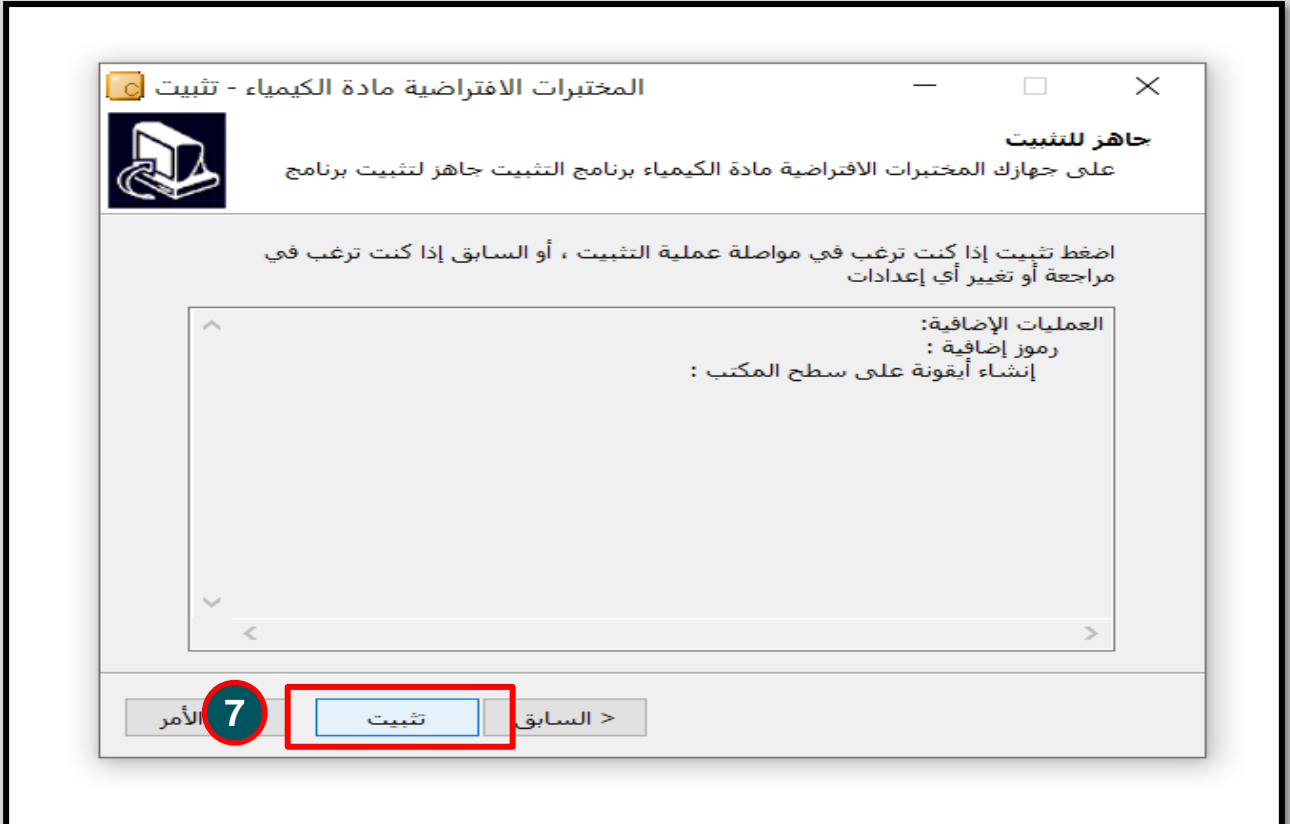 المختبرات الافتراضية مادة الكيمياء - تثبيت
جاهز للتثبيت
على جهازك المختبرات الافتراضية مادة الكيمياء برنامج التثبيت جاهز لتثبيت برنامج
اضغط تثبيت إذا كنت ترغب في مواصلة عملية التثبيت ، أو السابق إذا كنت ترغب في
مراجعة أو تغيير أي إعدادات
العمليات الإضافية:
رموز إضافية :
إنشاء أيقونة على سطح المكتب :
< السابق
تثبيت
7
الأمر